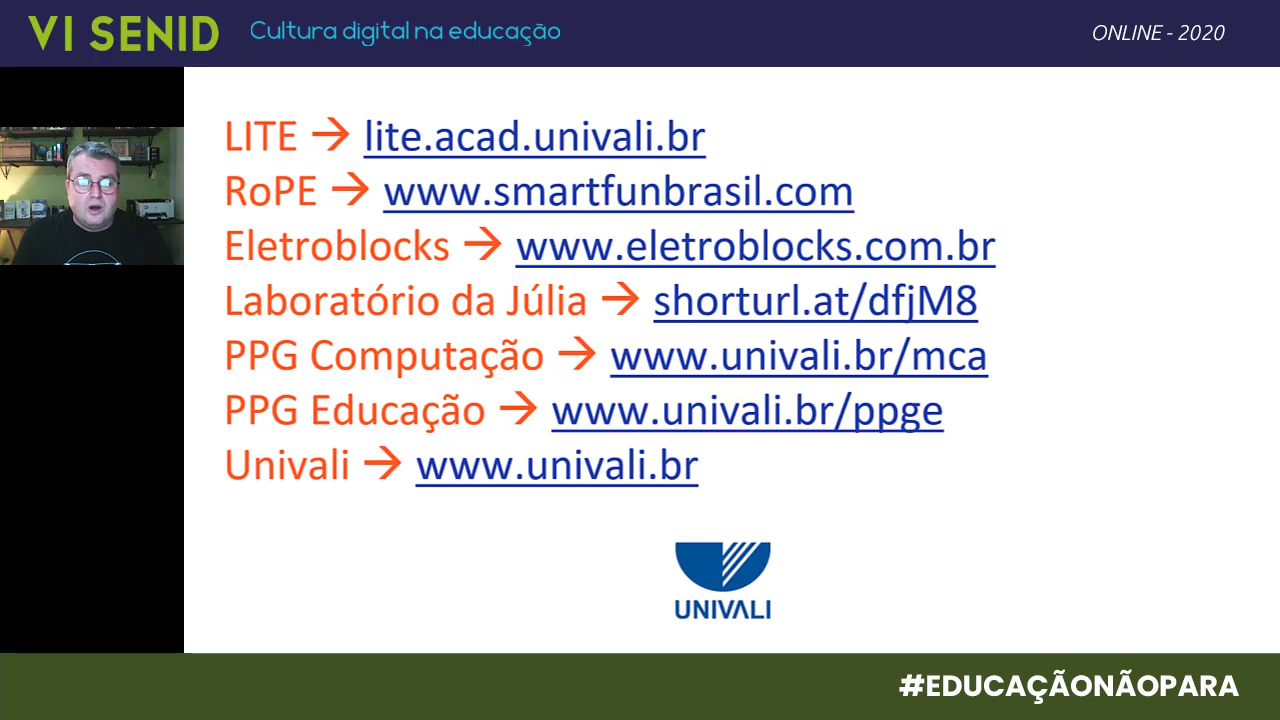 VI SENID
Cultura digital na educação
ONLINE - 2020
LITE → lite.acad.univali.br
RoPE → www.smartfunbrasil.com
Eletroblocks → www.eletroblocks.com.br
Laboratório da Júlia → shorturl.at/dfjM8
PPG Computação → www.univali.br/mca
PPG Educação → www.univali.br/ppge
Univali → www.univali.br
UNIVALI
#EDUCAÇÃONÃOPARA